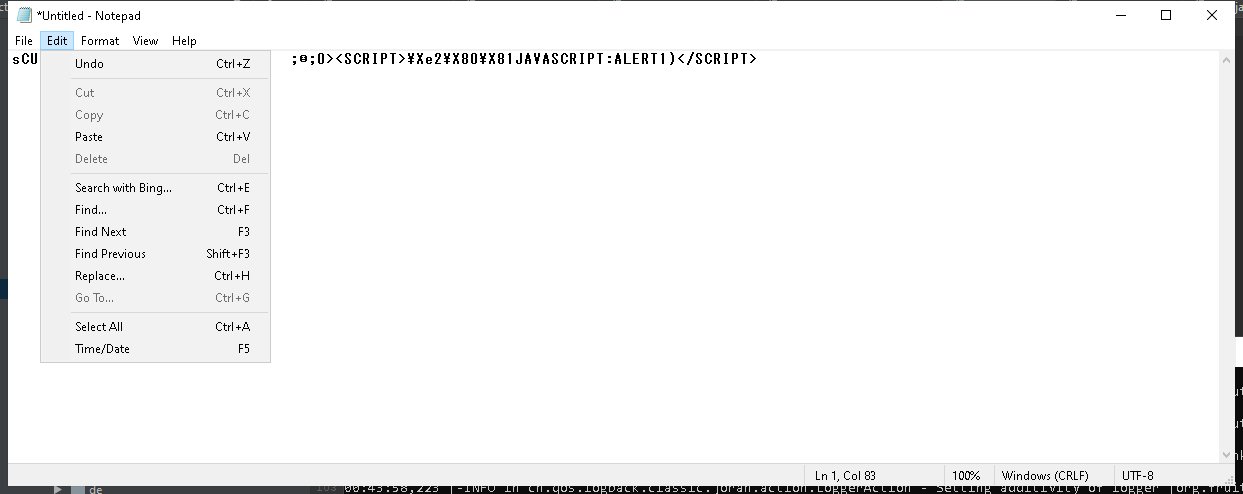 *Untitled - Notepad
File Edit Format View Help
sCU ;@;0><SCRIPT>¥Xe2¥X80¥X81JAVASCRIPT:ALERT1)</SCRIPT>
Undo Ctrl+Z
Cut Ctrl+X
Copy Ctrl+C
Paste Ctrl+V
Delete Del
Search with Bing... Ctrl+E
Find... Ctrl+F
Find Next F3
Find Previous Shift+F3
Replace... Ctrl+H
Go To... Ctrl+G
Select All Ctrl+A
Time/Date F5
Ln 1, Col 83 100% Windows (CRLF) UTF-8
de 00:43:58,223 |-INFO in ch.qos.logback.classic.joran.action.LoggerAction - Setting additivity of logger [org.fruit